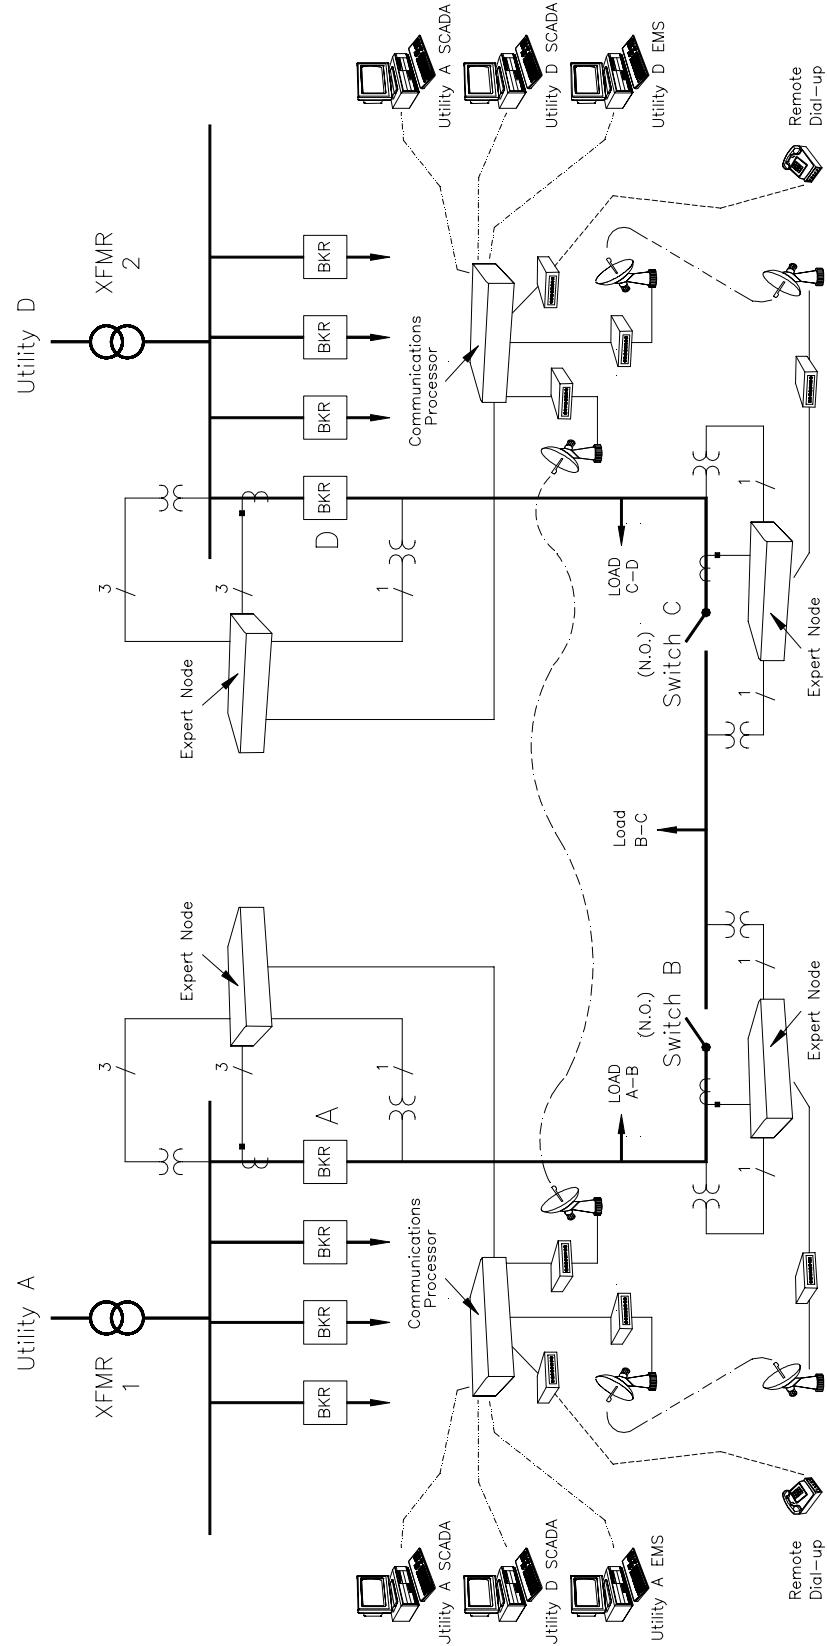 Utility A
Utility D
XFMR
1
XFMR
2
3
3
Expert Node
Expert Node
3
3
BKR
BKR
BKR
BKR
A
D
BKR
BKR
BKR
BKR
1
1
Communications
Processor
Communications
Processor
Utility A SCADA
Utility A SCADA
Utility D SCADA
Utility D SCADA
LOAD
A-B
Load
B-C
LOAD
C-D
Utility A EMS
Utility D EMS
(N.O.)
Switch B
(N.O.)
Switch C
1
1
1
1
Remote
Dial-up
Expert Node
Expert Node
Remote
Dial-up